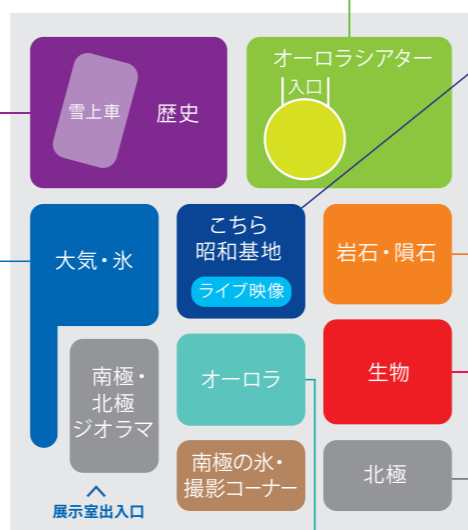 オーロラシアター
入口
雪上車
歴史
大気・氷
こちら
昭和基地
ライブ映像
岩石・隕石
南極・
北極
ジオラマ
オーロラ
生物
南極の氷・
撮影コーナー
北極
展示室出入口